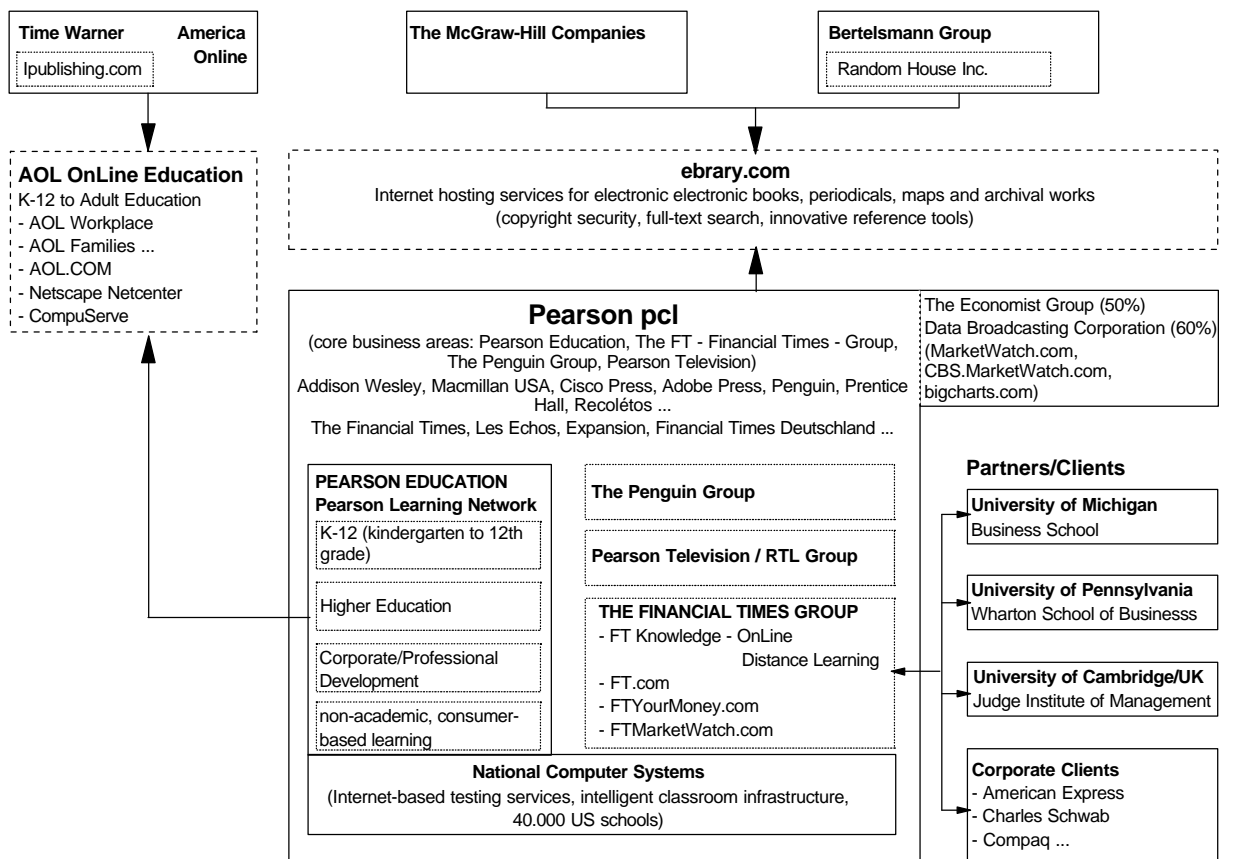 Time Warner
America
Online
Ipublishing.com
The McGraw-Hill Companies
Bertelsmann Group
Random House Inc.
AOL OnLine Education
K-12 to Adult Education
- AOL Workplace
- AOL Families ...
- AOL.COM
- Netscape Netcenter
- CompuServe
ebrary.com
Internet hosting services for electronic electronic books, periodicals, maps and archival works
(copyright security, full-text search, innovative reference tools)
Pearson pcl
(core business areas: Pearson Education, The FT - Financial Times - Group,
The Penguin Group, Pearson Television)
Addison Wesley, Macmillan USA, Cisco Press, Adobe Press, Penguin, Prentice
Hall, Recolétos ...
The Financial Times, Les Echos, Expansion, Financial Times Deutschland ...
The Economist Group (50%)
Data Broadcasting Corporation (60%)
(MarketWatch.com,
CBS.MarketWatch.com,
bigcharts.com)
PEARSON EDUCATION
Pearson Learning Network
K-12 (kindergarten to 12th
grade)
Higher Education
Corporate/Professional
Development
non-academic, consumer-
based learning
The Penguin Group
Pearson Television / RTL Group
THE FINANCIAL TIMES GROUP
- FT Knowledge - OnLine
Distance Learning
- FT.com
- FTYourMoney.com
- FTMarketWatch.com
National Computer Systems
(Internet-based testing services, intelligent classroom infrastructure,
40.000 US schools)
Partners/Clients
University of Michigan
Business School
University of Pennsylvania
Wharton School of Businesss
University of Cambridge/UK
Judge Institute of Management
Corporate Clients
- American Express
- Charles Schwab
- Compaq ...